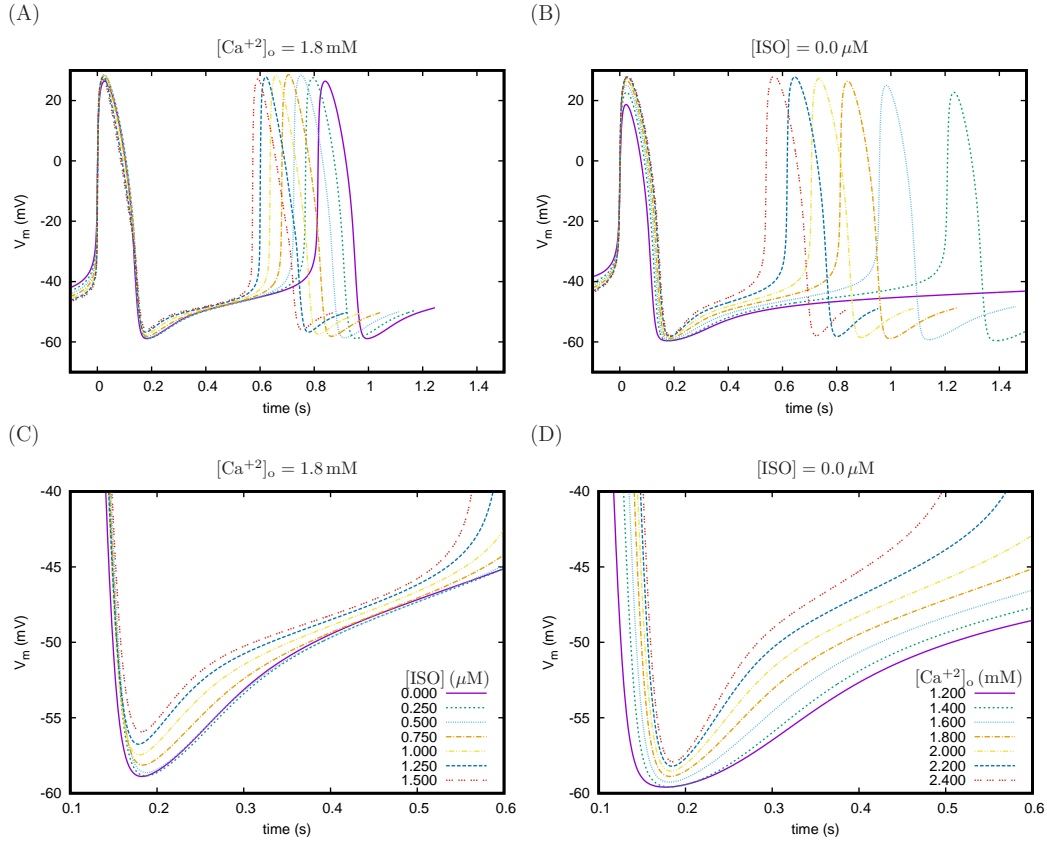 (A)
[Ca⁺²]ₒ = 1.8 mM
20
0
-20
-40
-60
V_m (mV)
0 0.2 0.4 0.6 0.8 1 1.2 1.4
time (s)
(B)
[ISO] = 0.0 μM
20
0
-20
-40
-60
V_m (mV)
0 0.2 0.4 0.6 0.8 1 1.2 1.4
time (s)
(C)
[Ca⁺²]ₒ = 1.8 mM
-40
-45
-50
-55
-60
V_m (mV)
[ISO] (μM)
0.000
0.250
0.500
0.750
1.000
1.250
1.500
0.1 0.2 0.3 0.4 0.5 0.6
time (s)
(D)
[ISO] = 0.0 μM
-40
-45
-50
-55
-60
V_m (mV)
[Ca⁺²]ₒ (mM)
1.200
1.400
1.600
1.800
2.000
2.200
2.400
0.1 0.2 0.3 0.4 0.5 0.6
time (s)